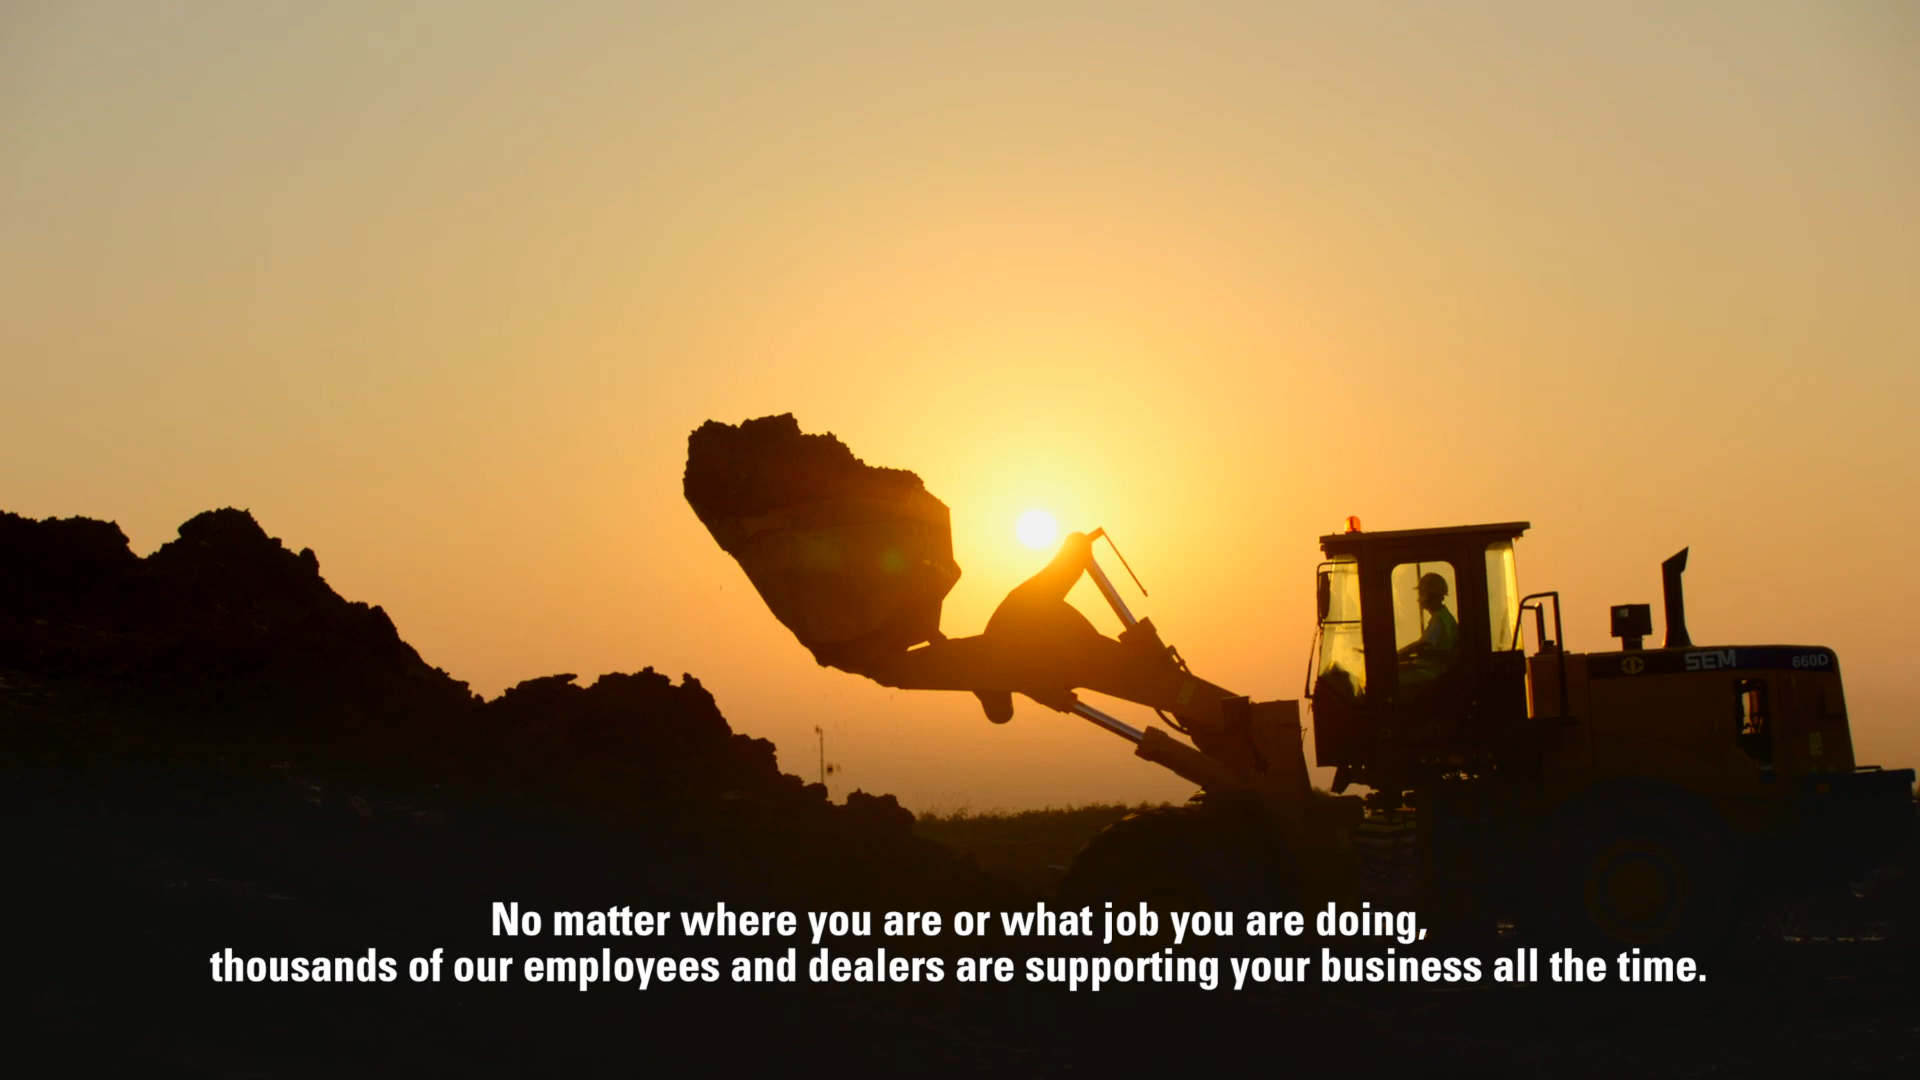 SEM
660D
No matter where you are or what job you are doing,
thousands of our employees and dealers are supporting your business all the time.